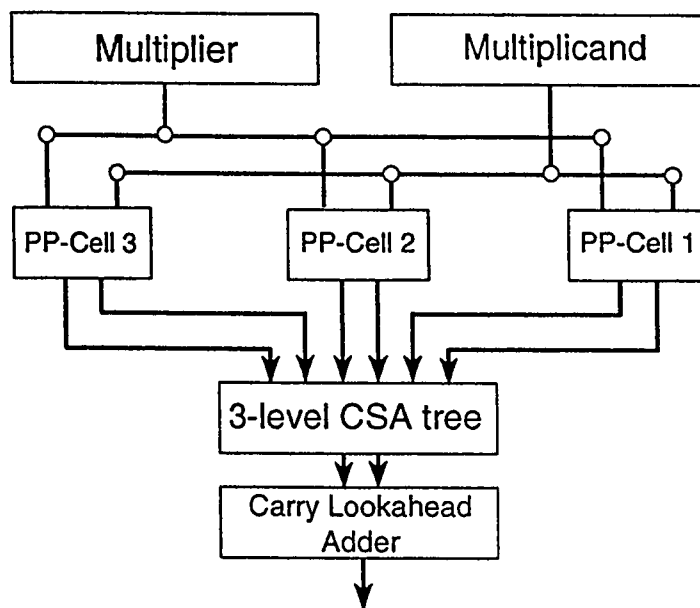 Multiplier
Multiplicand
PP-Cell 3
PP-Cell 2
PP-Cell 1
3-level CSA tree
Carry Lookahead
Adder